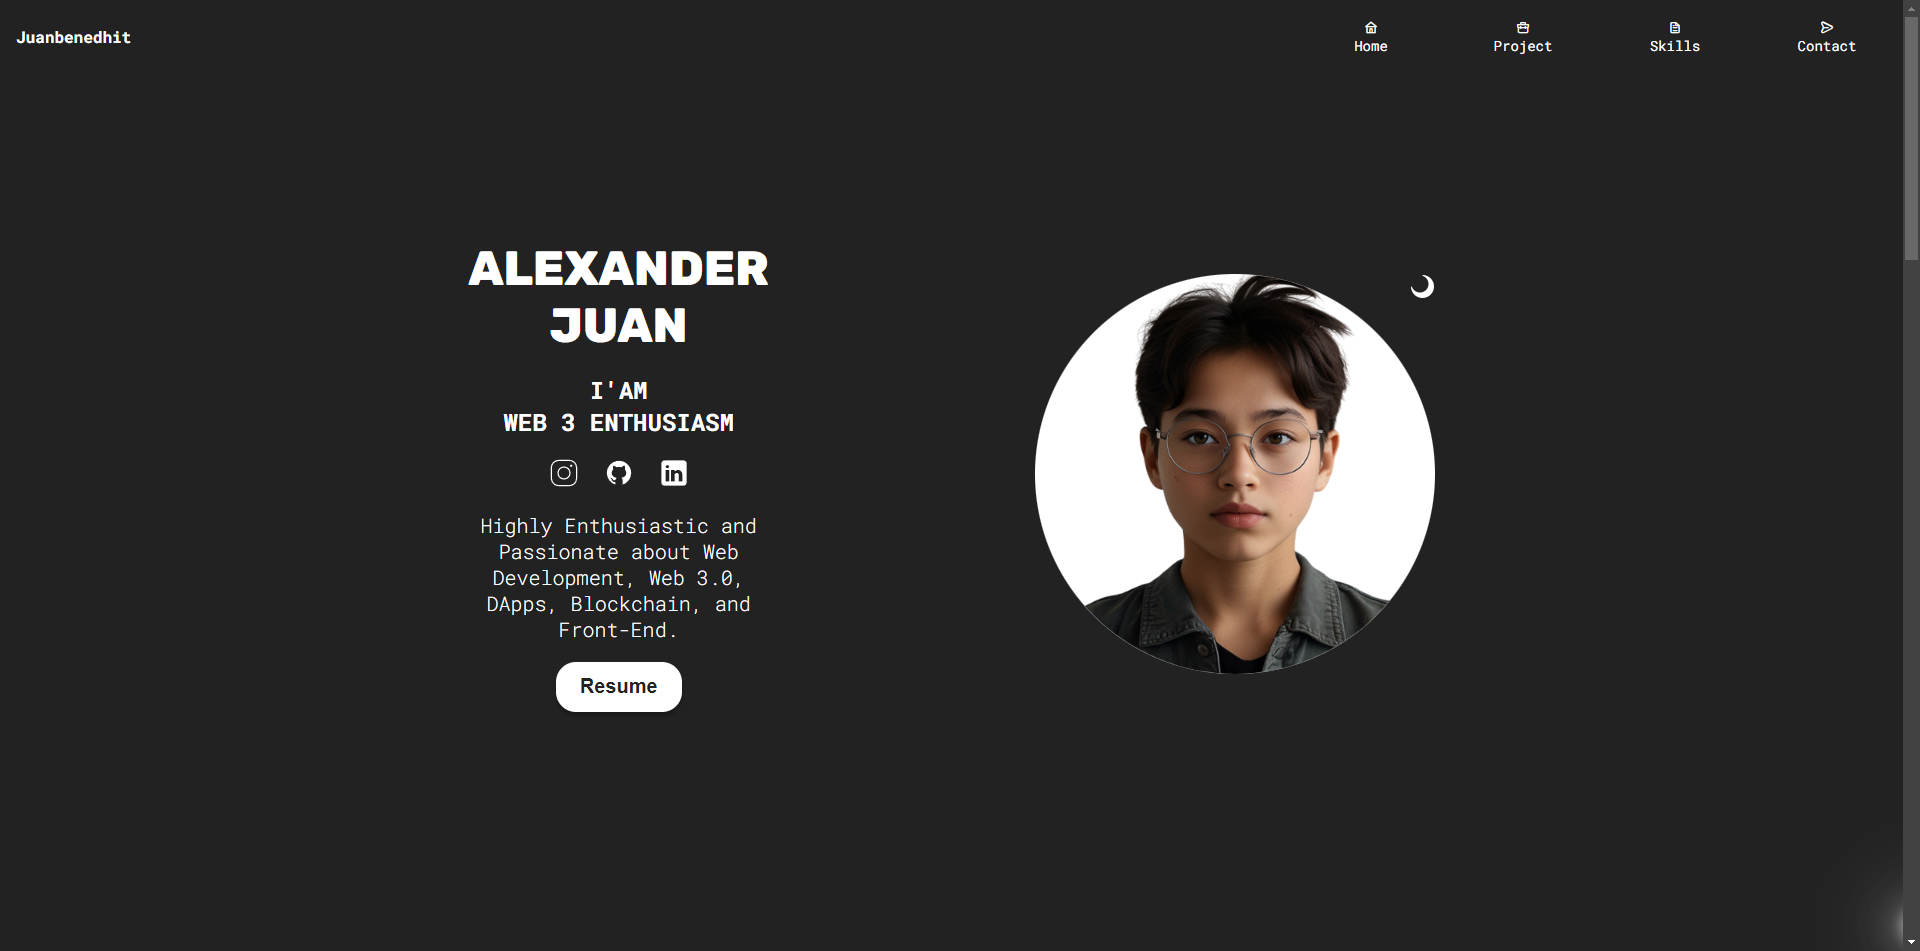 Juanbenedhit
Home
Project
Skills
Contact
ALEXANDER
JUAN
I'AM
WEB 3 ENTHUSIASM
in
Highly Enthusiastic and
Passionate about Web
Development, Web 3.0,
DApps, Blockchain, and
Front-End.
Resume